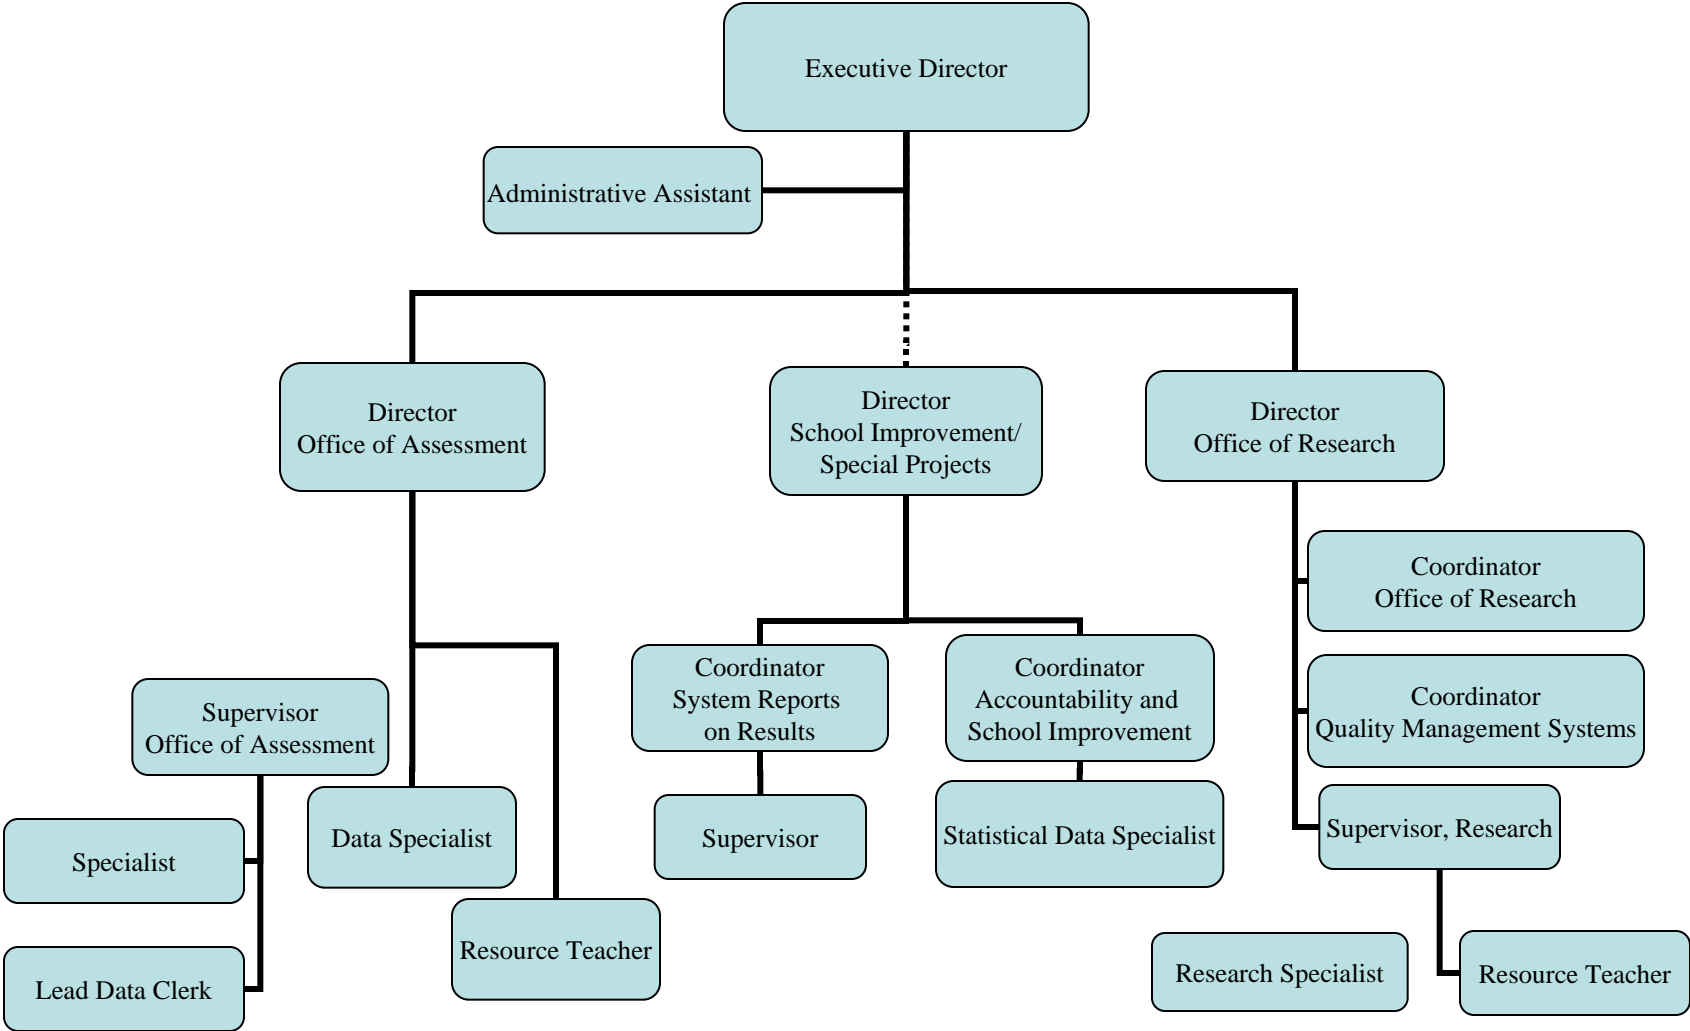 Executive Director
Administrative Assistant
Director
Office of Assessment
Director
School Improvement/
Special Projects
Director
Office of Research
Coordinator
Office of Research
Coordinator
System Reports
on Results
Coordinator
Accountability and
School Improvement
Coordinator
Quality Management Systems
Supervisor
Office of Assessment
Data Specialist
Supervisor
Statistical Data Specialist
Supervisor, Research
Specialist
Resource Teacher
Research Specialist
Resource Teacher
Lead Data Clerk